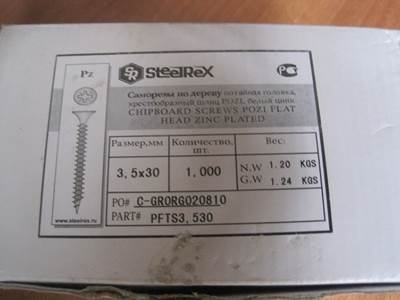 Pz
SteelRex
Саморезы по дереву потайная головка,
крестообразный шлиц POZI, белый цинк
CHIPBOARD SCREWS POZI FLAT
HEAD ZINC PLATED
Размер,мм Количество, шт. Вес:
3,5x30 1,000 N.W 1.20 KGS
G.W 1.24 KGS
www.steelrex.ru
PO# C-GRORG020810
PART# PFTS3,530